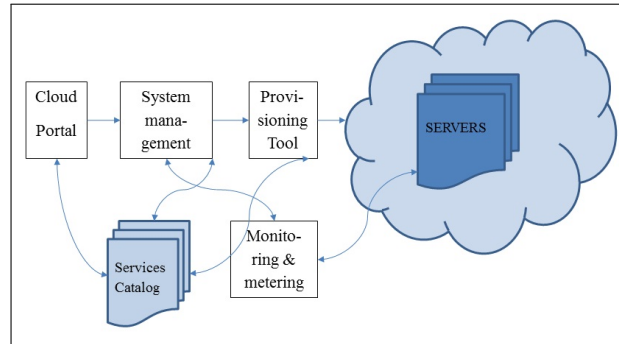 Cloud
Portal
System
mana-
gement
Provi-
sioning
Tool
SERVERS
Services
Catalog
Monito-
ring &
metering